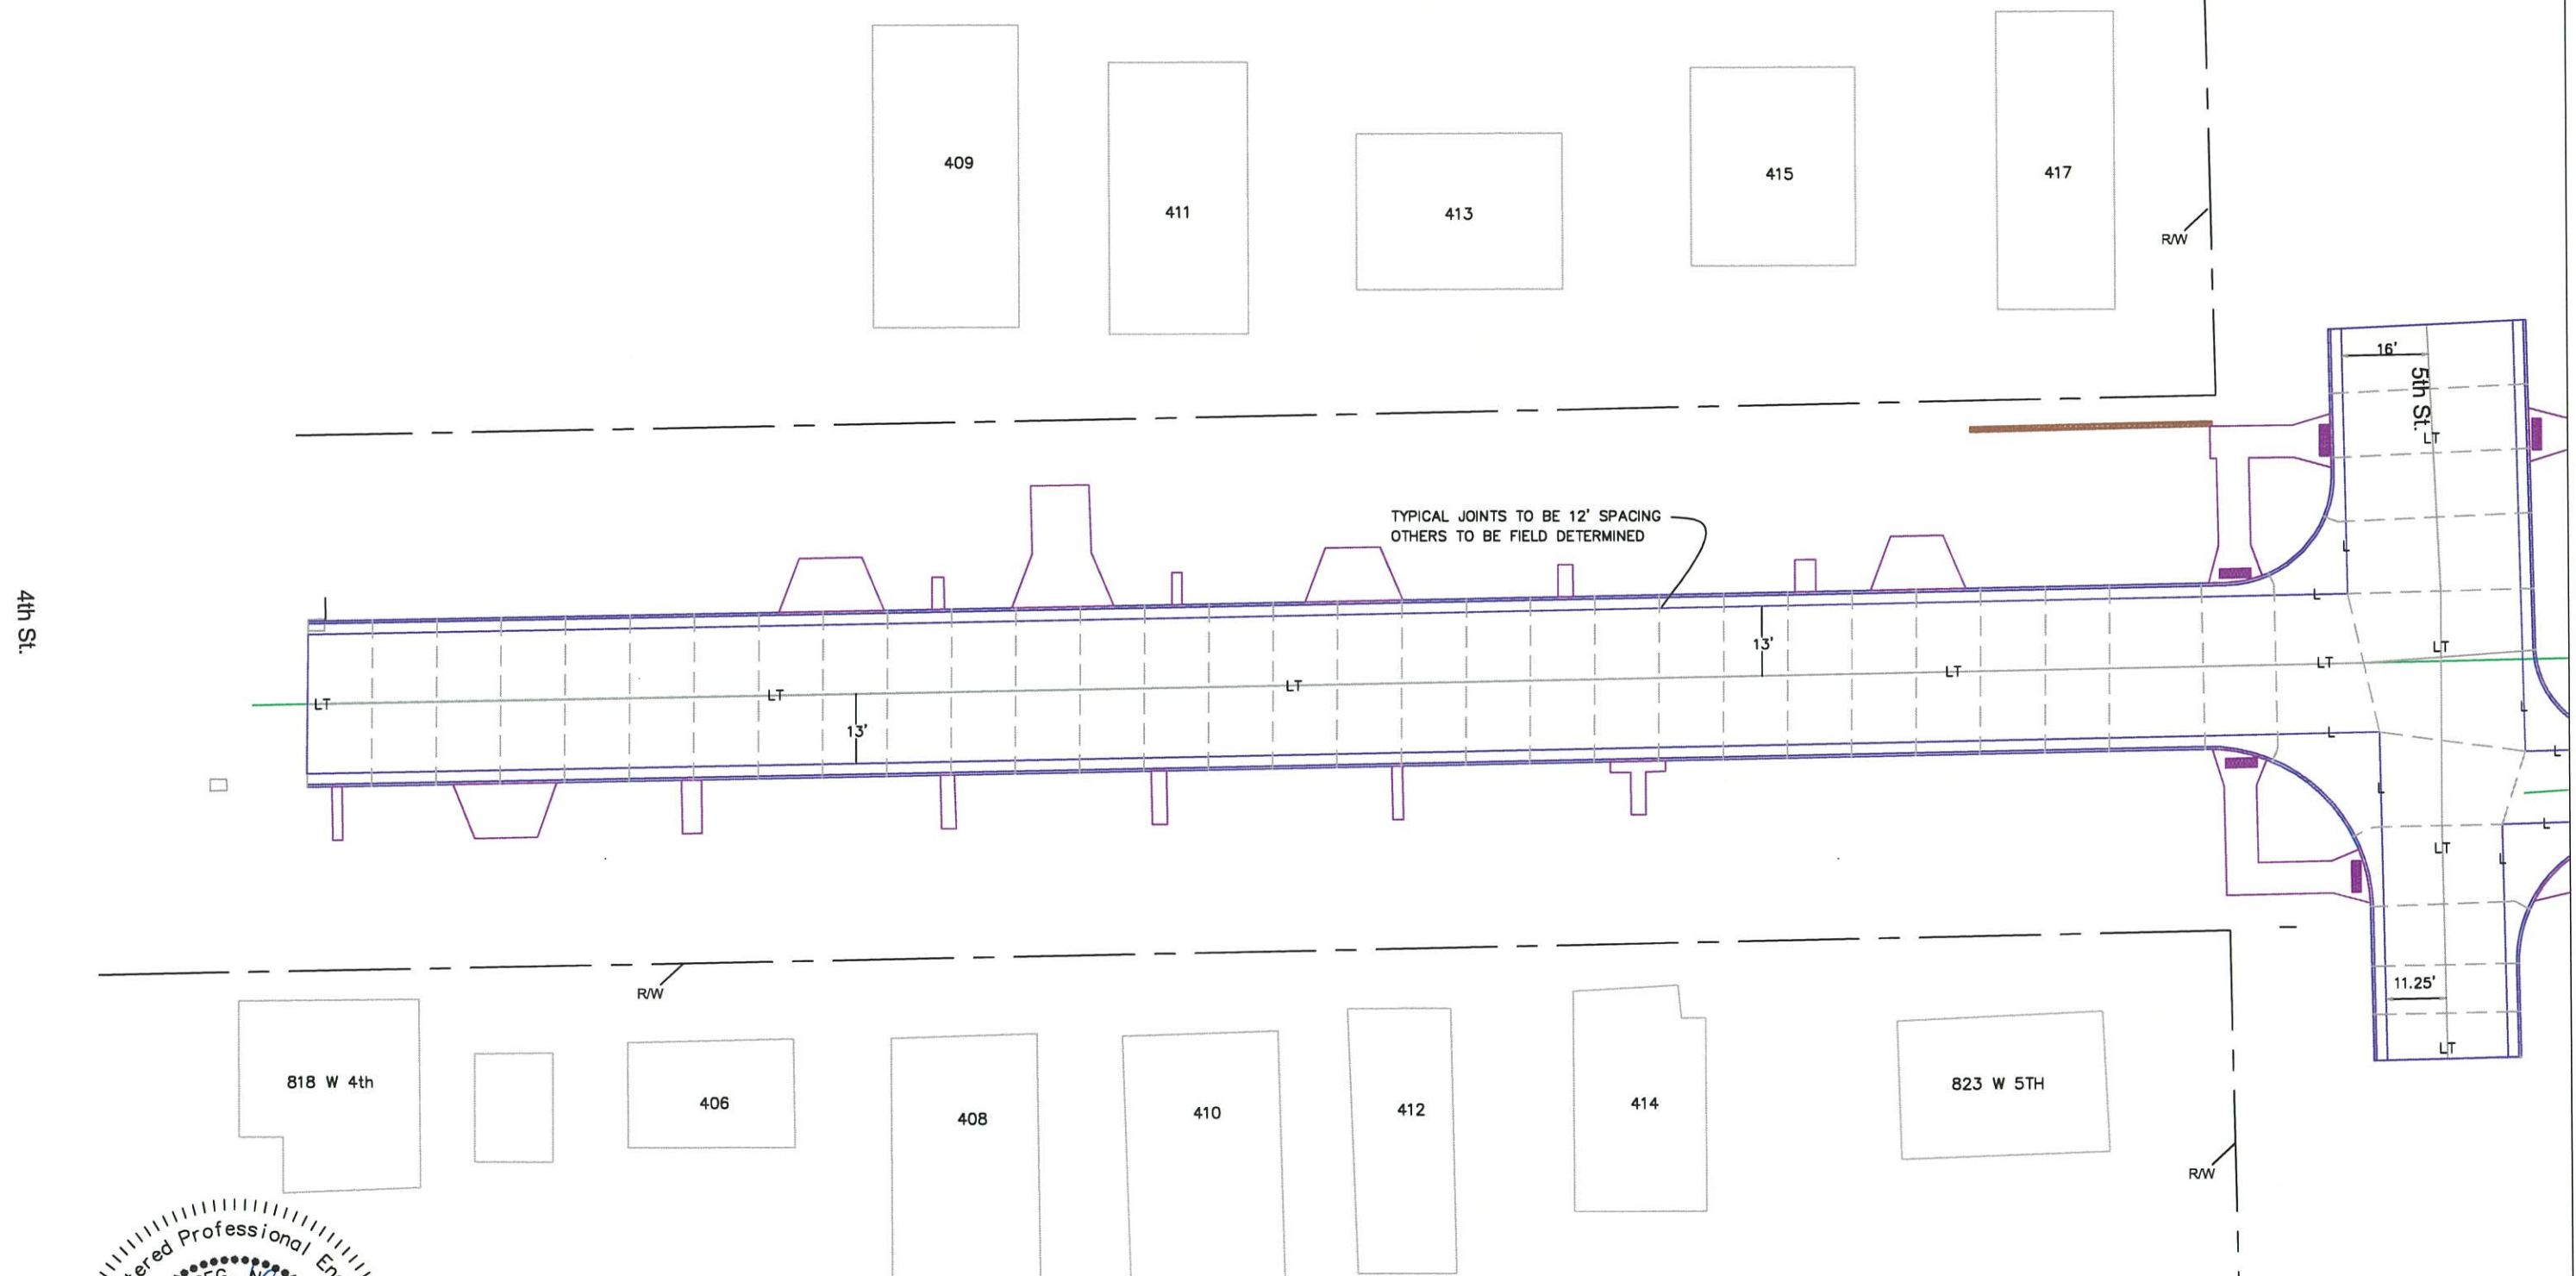 409
411
413
415
417
R/W
16'
5th St.
LT
TYPICAL JOINTS TO BE 12' SPACING
OTHERS TO BE FIELD DETERMINED
L
4th St.
L
13'
LT
LT
LT
LT
LT
LT
13'
L
L
L
L
L
LT
L
11.25'
R/W
LT
818 W 4th
406
408
410
412
414
823 W 5TH
R/W
Professional